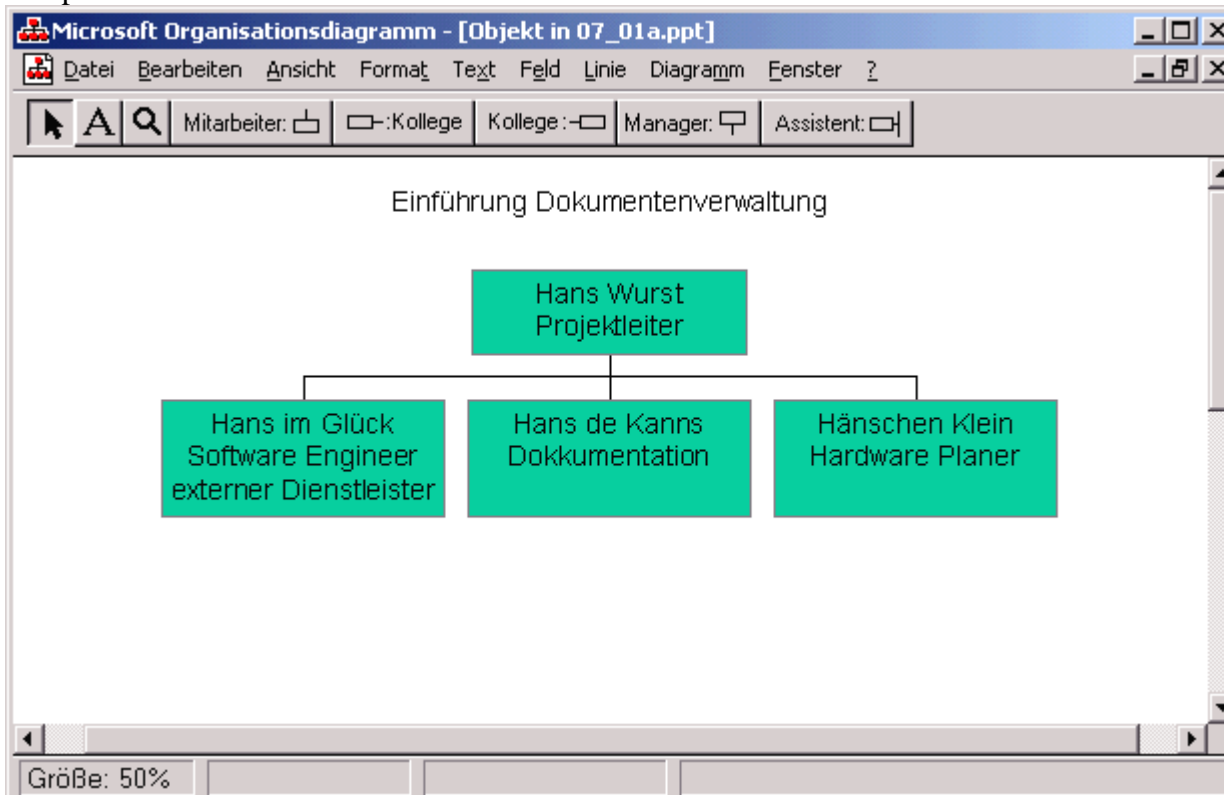 Microsoft Organisationsdiagramm - [Objekt in 07_01a.ppt]
Datei Bearbeiten Ansicht Format Text Feld Linie Diagramm Fenster ?
A Mitarbeiter: :Kollege Kollege: Manager: Assistent:
Einführung Dokumentenverwaltung
Hans Wurst
Projektleiter
Hans im Glück
Software Engineer
externer Dienstleister
Hans de Kanns
Dokkumentation
Hänschen Klein
Hardware Planer
Größe: 50%